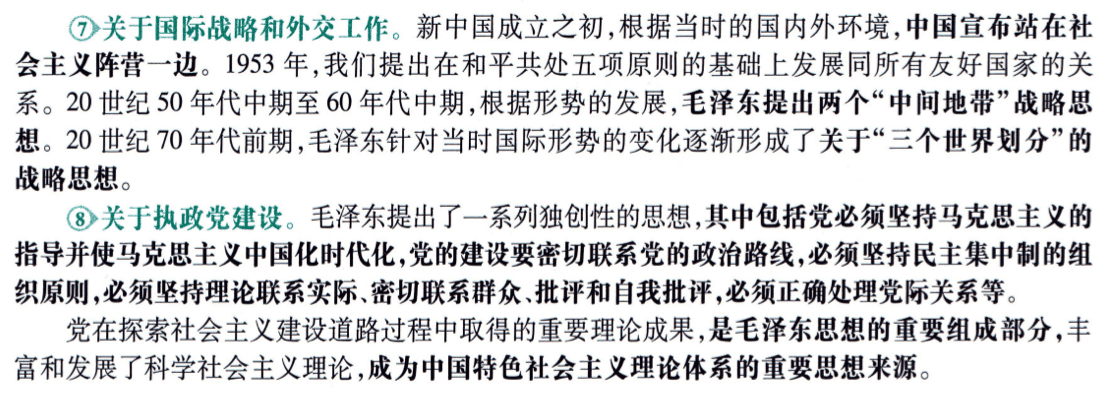 ⑦关于国际战略和外交工作。新中国成立之初,根据当时的国内外环境,中国宣布站在社
会主义阵营一边。1953 年,我们提出在和平共处五项原则的基础上发展同所有友好国家的关
系。20 世纪 50 年代中期至 60 年代中期,根据形势的发展,毛泽东提出两个“中间地带”战略思
想。20 世纪 70 年代前期,毛泽东针对当时国际形势的变化逐渐形成了关于“三个世界划分”的
战略思想。
⑧关于执政党建设。毛泽东提出了一系列独创性的思想,其中包括党必须坚持马克思主义的
指导并使马克思主义中国化时代化,党的建设要密切联系党的政治路线,必须坚持民主集中制的组
织原则,必须坚持理论联系实际、密切联系群众、批评和自我批评,必须正确处理党际关系等。
党在探索社会主义建设道路过程中取得的重要理论成果,是毛泽东思想的重要组成部分,丰
富和发展了科学社会主义理论,成为中国特色社会主义理论体系的重要思想来源。